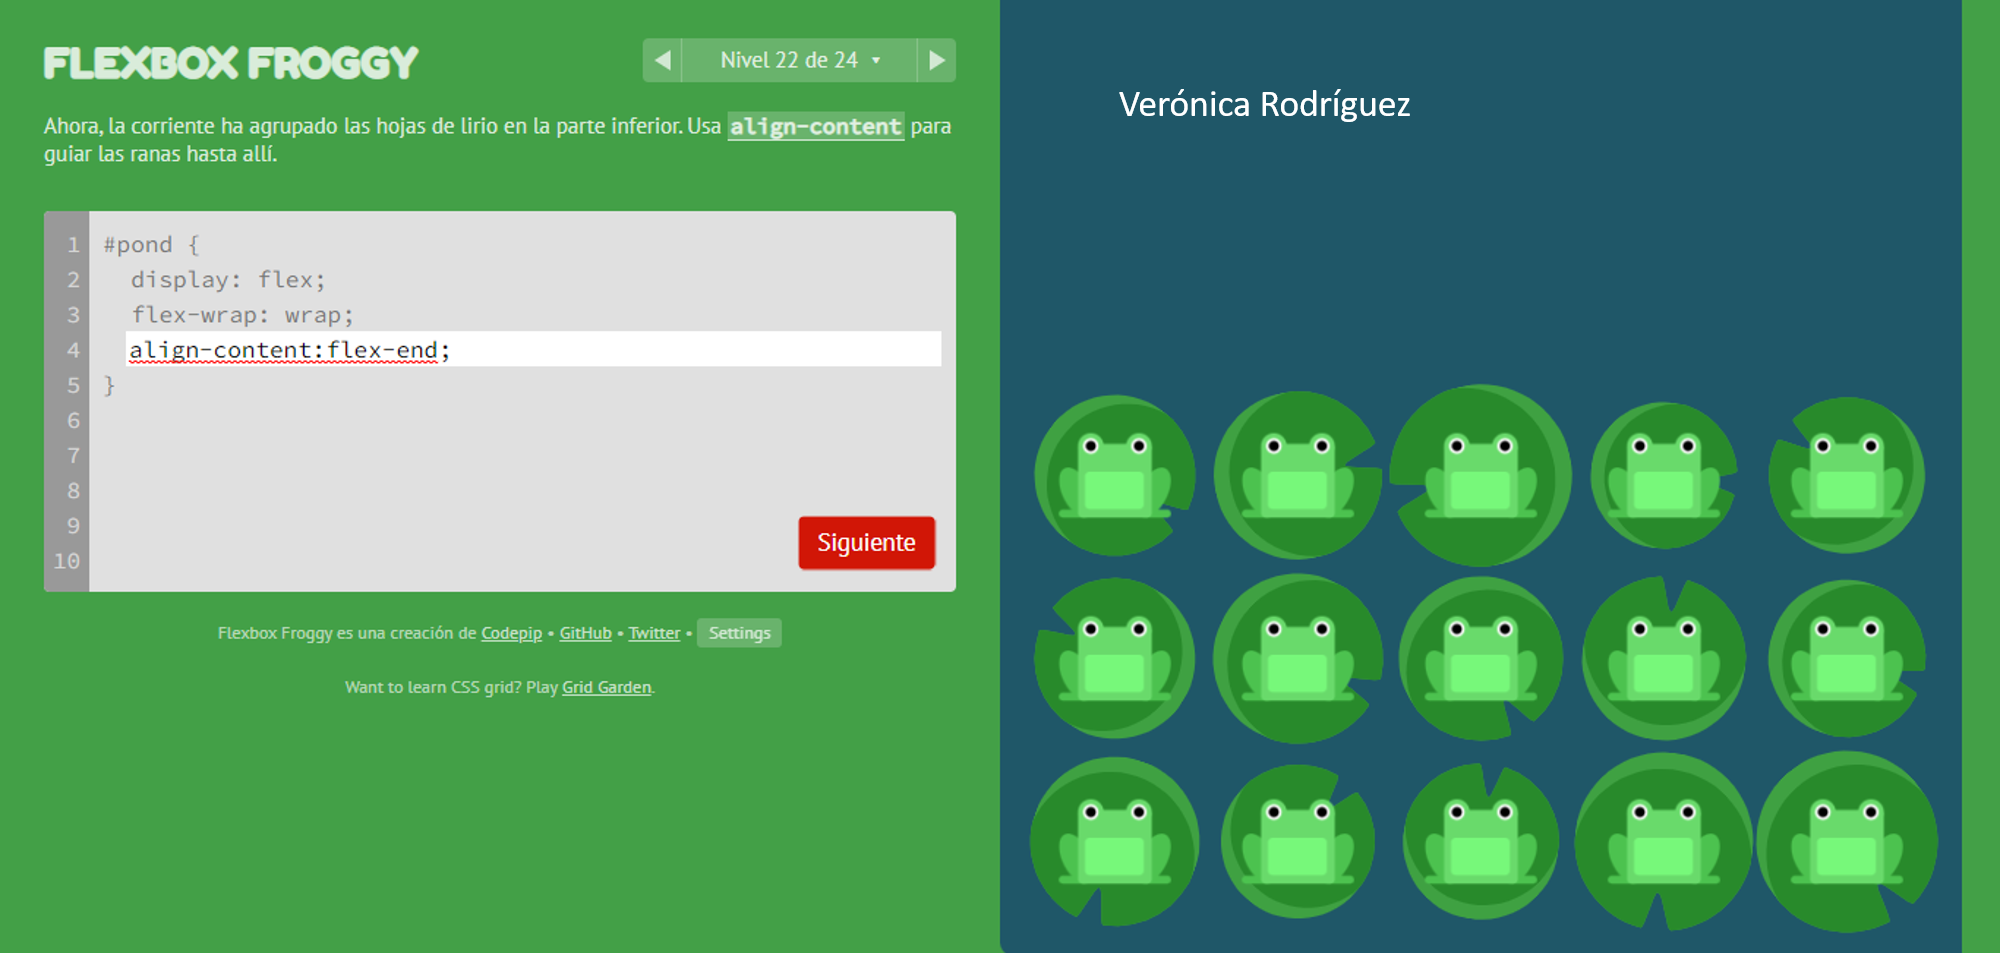 FLEXBOX FROGGY
Nivel 22 de 24
Ahora, la corriente ha agrupado las hojas de lirio en la parte inferior. Usa align-content para
guiar las ranas hasta allí.
1 #pond {
2 display: flex;
3 flex-wrap: wrap;
4 align-content:flex-end;
5 }
6
7
8
9
10
Siguiente
Flexbox Froggy es una creación de Codepip • GitHub • Twitter • Settings
Want to learn CSS grid? Play Grid Garden.
Verónica Rodríguez